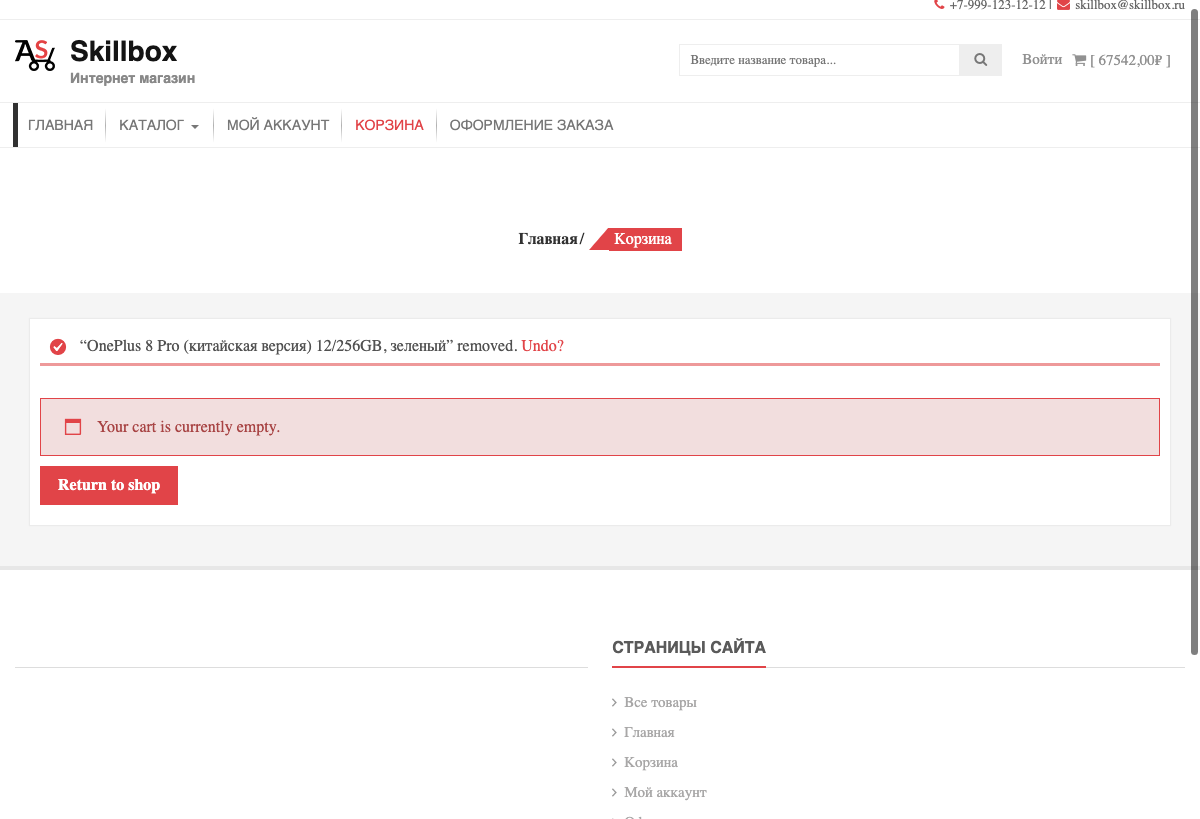 +7-999-123-12-12 | skillbox@skillbox.ru
AS
Skillbox
Интернет магазин
Введите название товара...
Войти [ 67542,00₽ ]
ГЛАВНАЯ КАТАЛОГ МОЙ АККАУНТ КОРЗИНА ОФОРМЛЕНИЕ ЗАКАЗА
Главная/ Корзина
“OnePlus 8 Pro (китайская версия) 12/256GB, зеленый” removed. Undo?
Your cart is currently empty.
Return to shop
СТРАНИЦЫ САЙТА
Все товары
Главная
Корзина
Мой аккаунт